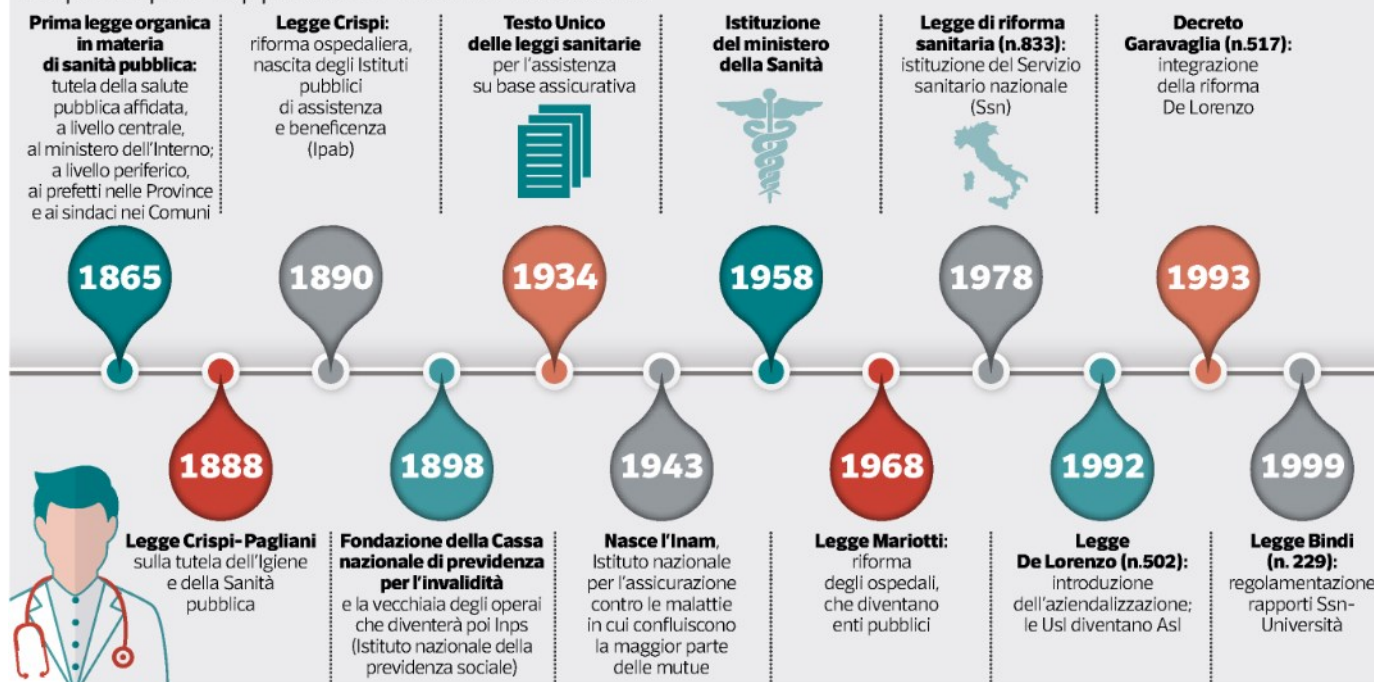 Prima legge organica
in materia
di sanità pubblica:
tutela della salute
pubblica affidata,
a livello centrale,
al ministero dell'Interno;
a livello periferico,
ai prefetti nelle Province
e ai sindaci nei Comuni
1865
Legge Crispi-Pagliani
sulla tutela dell'Igiene
e della Sanità
pubblica
1888
Legge Crispi:
riforma ospedaliera,
nascita degli Istituti
pubblici
di assistenza
e beneficenza
(Ipab)
1890
Fondazione della Cassa
nazionale di previdenza
per l'invalidità
e la vecchiaia degli operai
che diventerà poi Inps
(Istituto nazionale della
previdenza sociale)
1898
Testo Unico
delle leggi sanitarie
per l'assistenza
su base assicurativa
1934
Nasce l'Inam,
Istituto nazionale
per l'assicurazione
contro le malattie
in cui confluiscono
la maggior parte
delle mutue
1943
Istituzione
del ministero
della Sanità
1958
Legge Mariotti:
riforma
degli ospedali,
che diventano
enti pubblici
1968
Legge di riforma
sanitaria (n.833):
istituzione del Servizio
sanitario nazionale
(Ssn)
1978
Legge
De Lorenzo (n.502):
introduzione
dell'aziendalizzazione;
le Usl diventano Asl
1992
Decreto
Garavaglia (n.517):
integrazione
della riforma
De Lorenzo
1993
Legge Bindi
(n. 229):
regolamentazione
rapporti Ssn-
Università
1999